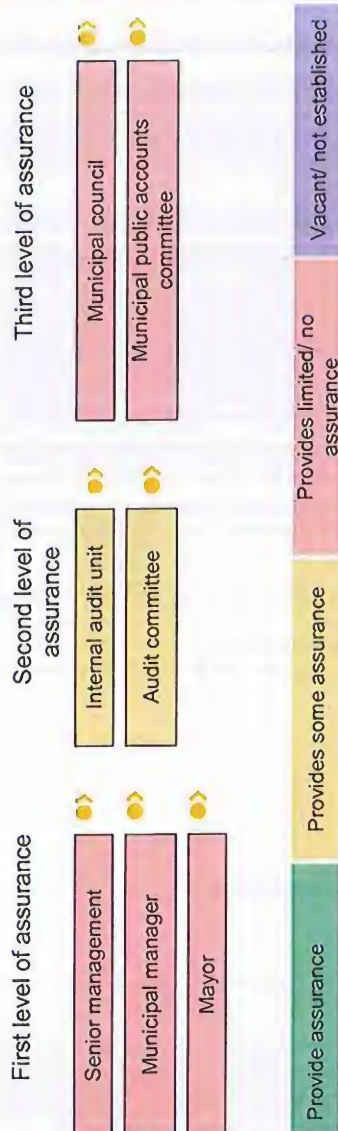 First level of assurance
Senior management
Municipal manager
Mayor
Second level of
assurance
Internal audit unit
Audit committee
Third level of assurance
Municipal council
Municipal public accounts
committee
Provide assurance
Provides some assurance
Provides limited/ no
assurance
Vacant/ not established